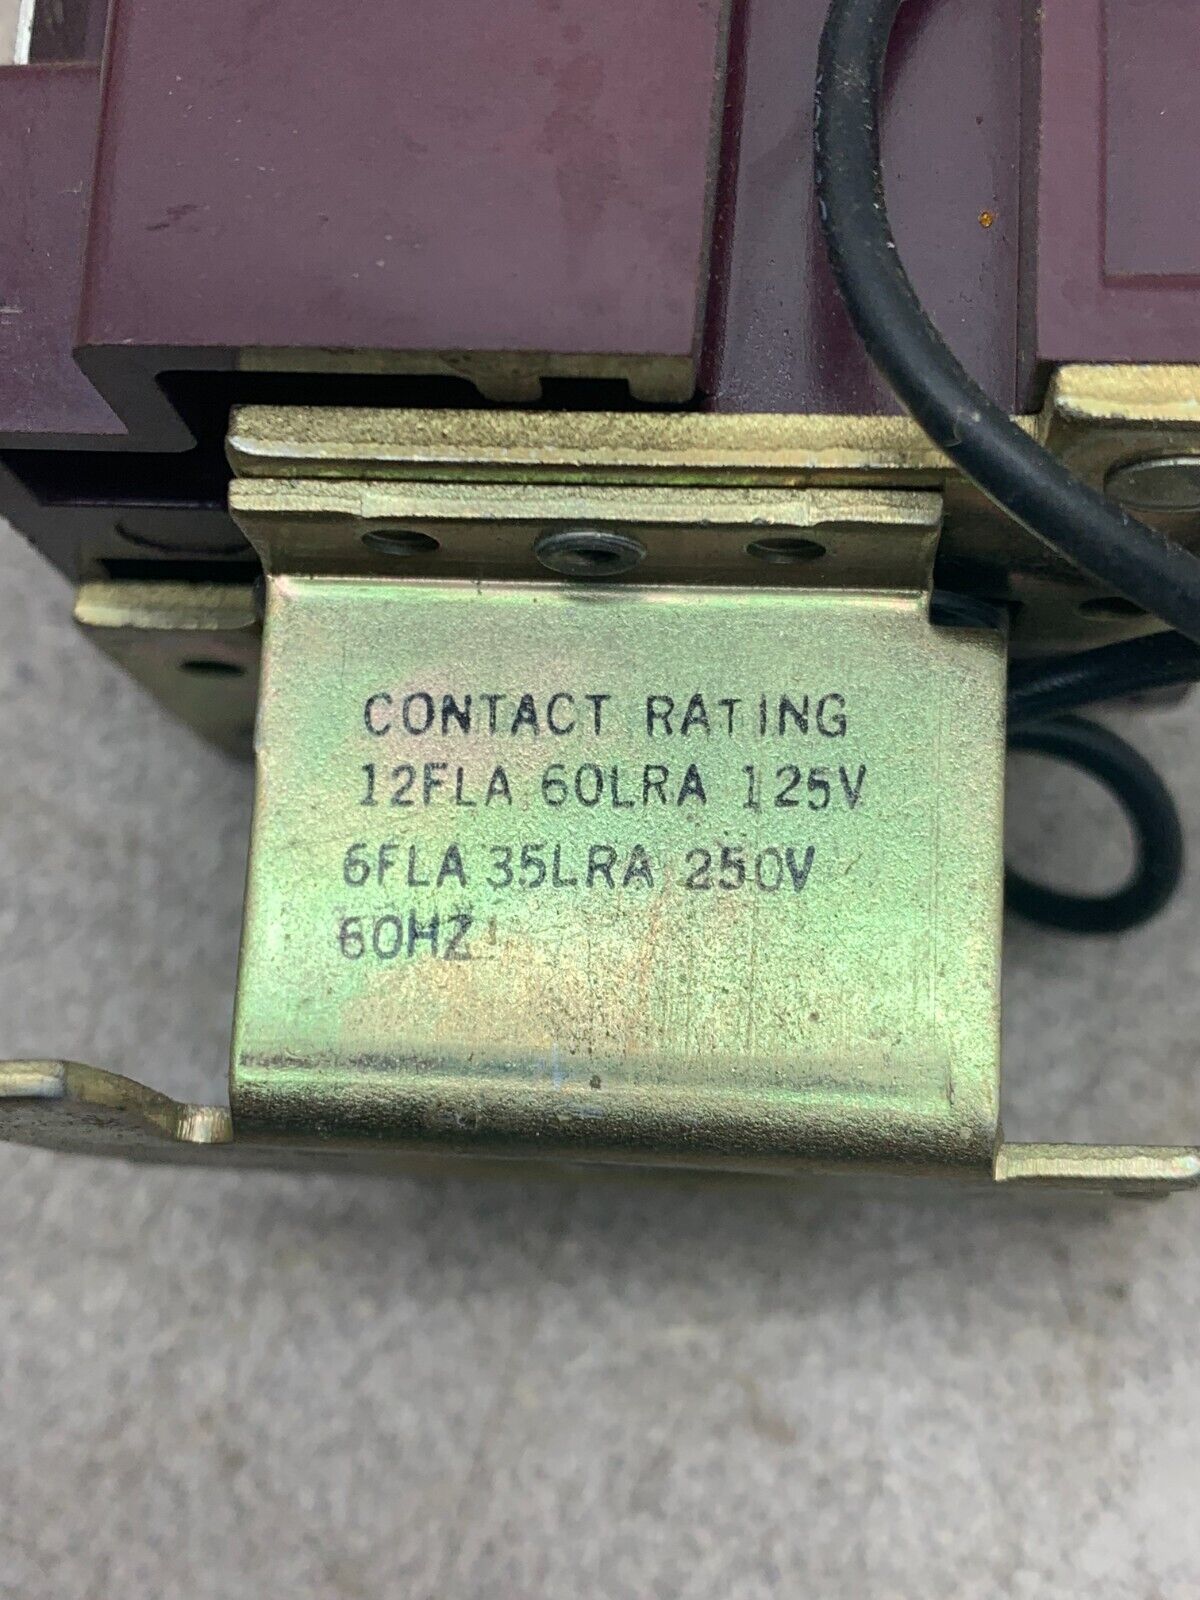 CONTACT RATING
12FLA 60LRA 125V
6FLA 35LRA 250V
60HZ